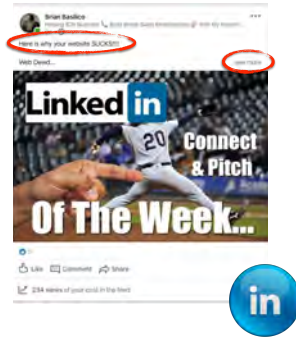 Brian Basilico
Here is why your website SUCKS!!!!
Web Deed...
see more
Linked in
20
Connect
& Pitch
Of The Week...
Like Comment Share
234 views of your post in the feed
in